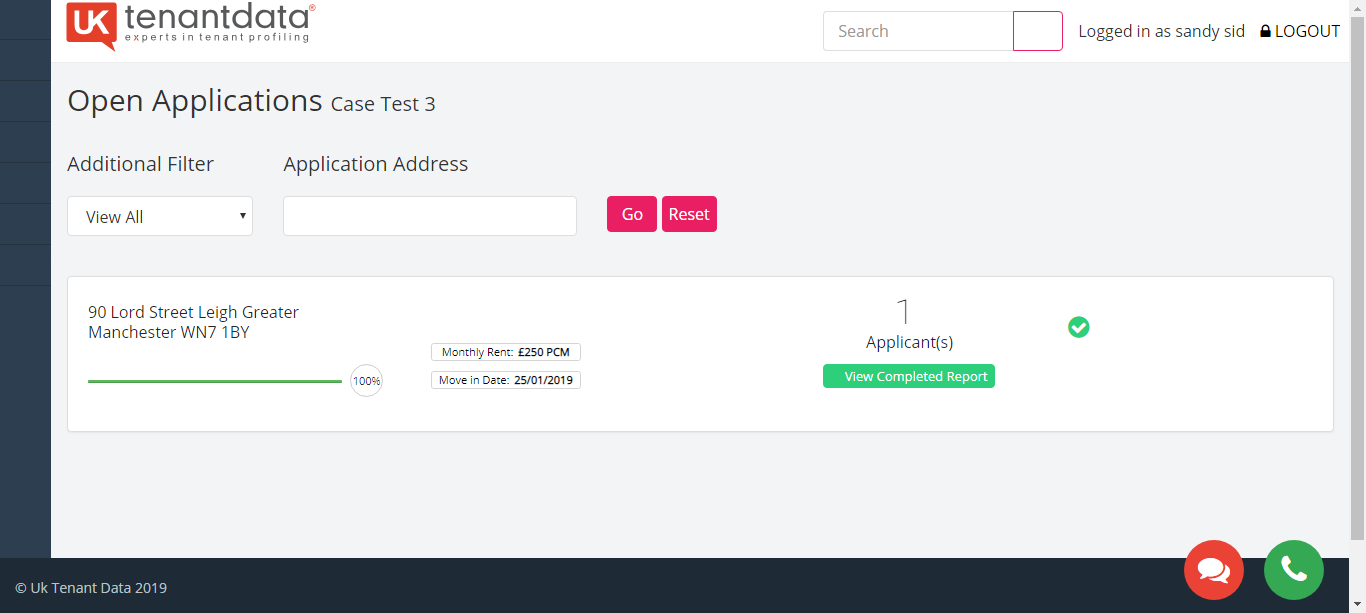 UK tenantdata®
experts in tenant profiling
Search
Logged in as sandy sid
LOGOUT
Open Applications Case Test 3
Additional Filter
Application Address
View All
Go
Reset
90 Lord Street Leigh Greater
Manchester WN7 1BY
100%
Monthly Rent: £250 PCM
Move in Date: 25/01/2019
1
Applicant(s)
View Completed Report
© Uk Tenant Data 2019